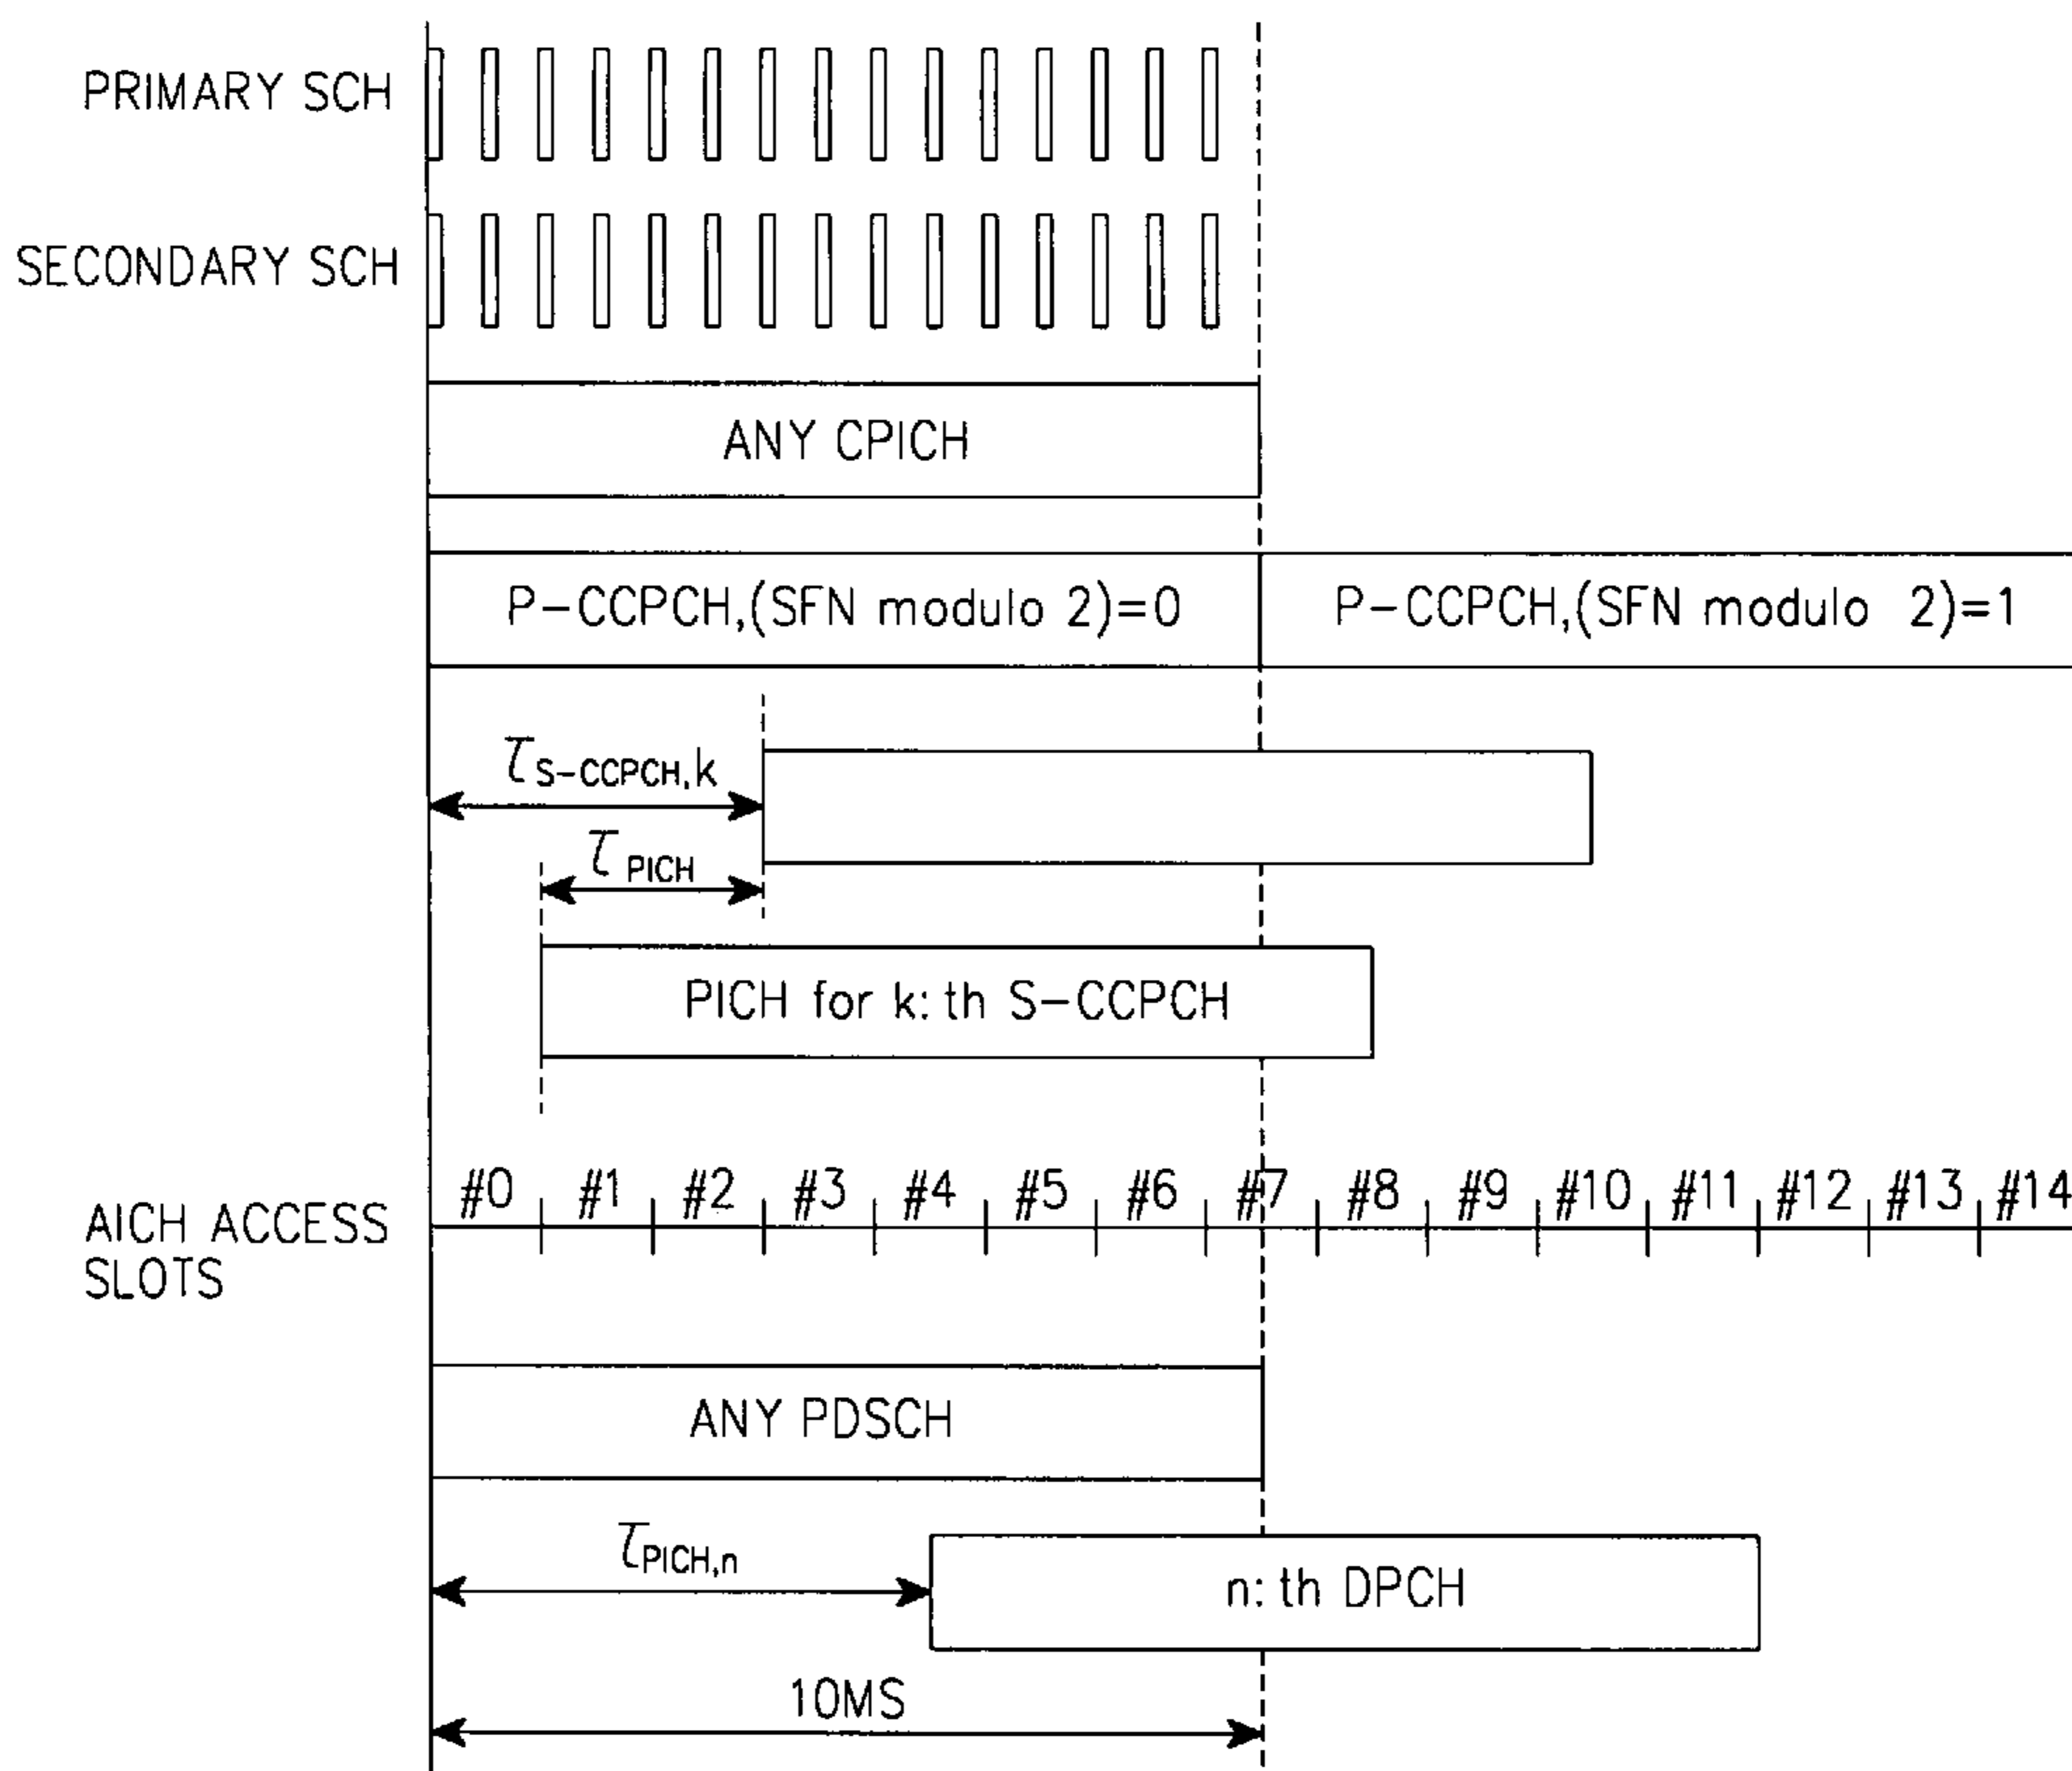 PRIMARY SCH
SECONDARY SCH
ANY CPICH
P-CCPCH,(SFN modulo 2)=0 P-CCPCH,(SFN modulo 2)=1
τS-CCPCH,k
τPICH
PICH for k:th S-CCPCH
#0 #1 #2 #3 #4 #5 #6 #7 #8 #9 #10 #11 #12 #13 #14
AICH ACCESS
SLOTS
ANY PDSCH
τPICH,n
n:th DPCH
10MS